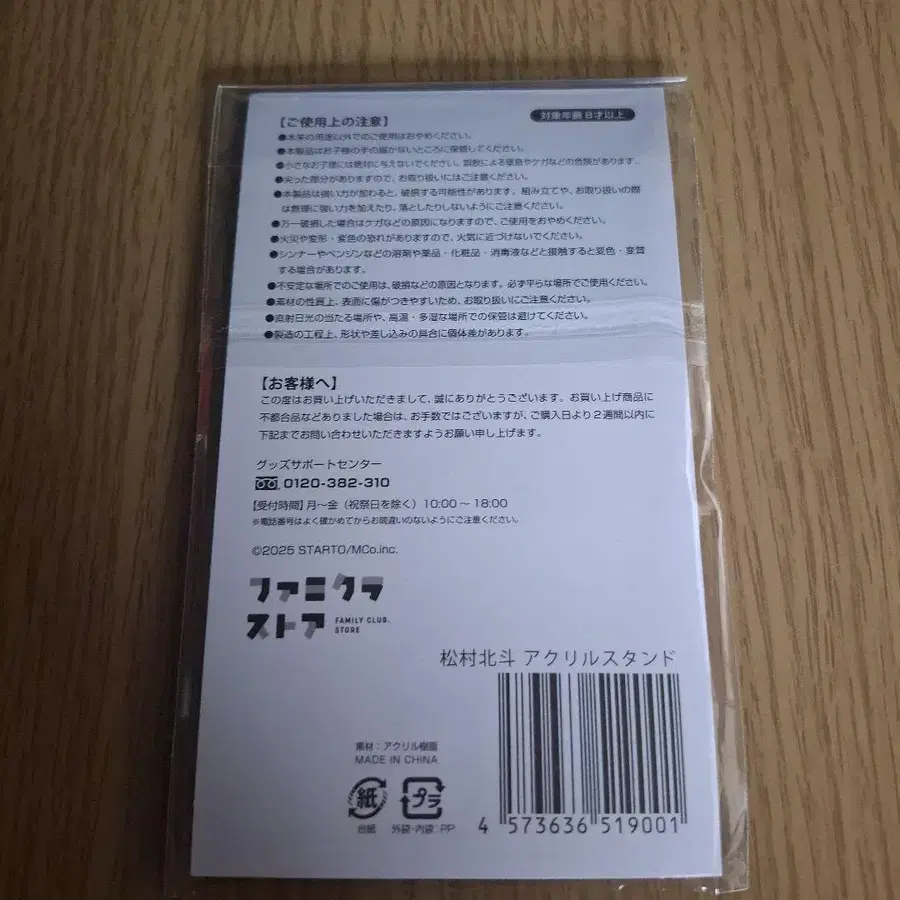 対象年齢 8才以上
【ご使用上の注意】
●本来の用途以外でのご使用はおやめください。
●本製品はお子様の手の届かないところに保管してください。
●小さなお子様には絶対に与えないでください。誤飲による窒息やケガなどの危険があります。
●尖った部分がありますので、お取り扱いにはご注意ください。
●本製品は強い力が加わると、破損する可能性があります。組み立てや、お取り扱いの際
は無理に強い力を加えたり、落としたりしないようにご注意ください。
●万一破損した場合はケガなどの原因になりますので、ご使用をおやめください。
●火災や変形・変色の恐れがありますので、火気に近づけないでください。
●シンナーやベンジンなどの溶剤や薬品・化粧品・消毒液などと接触すると変色・変質
する場合があります。
●不安定な場所でのご使用は、破損などの原因となります。必ず平らな場所でご使用ください。
●素材の性質上、表面に傷がつきやすいため、お取り扱いにご注意ください。
●直射日光の当たる場所や、高温・多湿な場所での保管は避けてください。
●製造の工程上、形状や差し込みの具合に個体差があります。
【お客様へ】
この度はお買い上げいただきまして、誠にありがとうございます。お買い上げ商品に
不都合品などありました場合は、お手数ではございますが、ご購入日より2週間以内に
下記までお問い合わせいただきますようお願い申し上げます。
グッズサポートセンター
0120-382-310
【受付時間】月～金（祝祭日を除く）10:00～18:00
※電話番号はよく確かめてからお間違いのないようにご注意ください。
©2025 STARTO/MCo.inc.
ファミクラ
ストア FAMILY CLUB.
STORE
松村北斗 アクリルスタンド
素材：アクリル樹脂
MADE IN CHINA
紙 プラ
台紙 外袋・内袋：PP
4 573636 519001